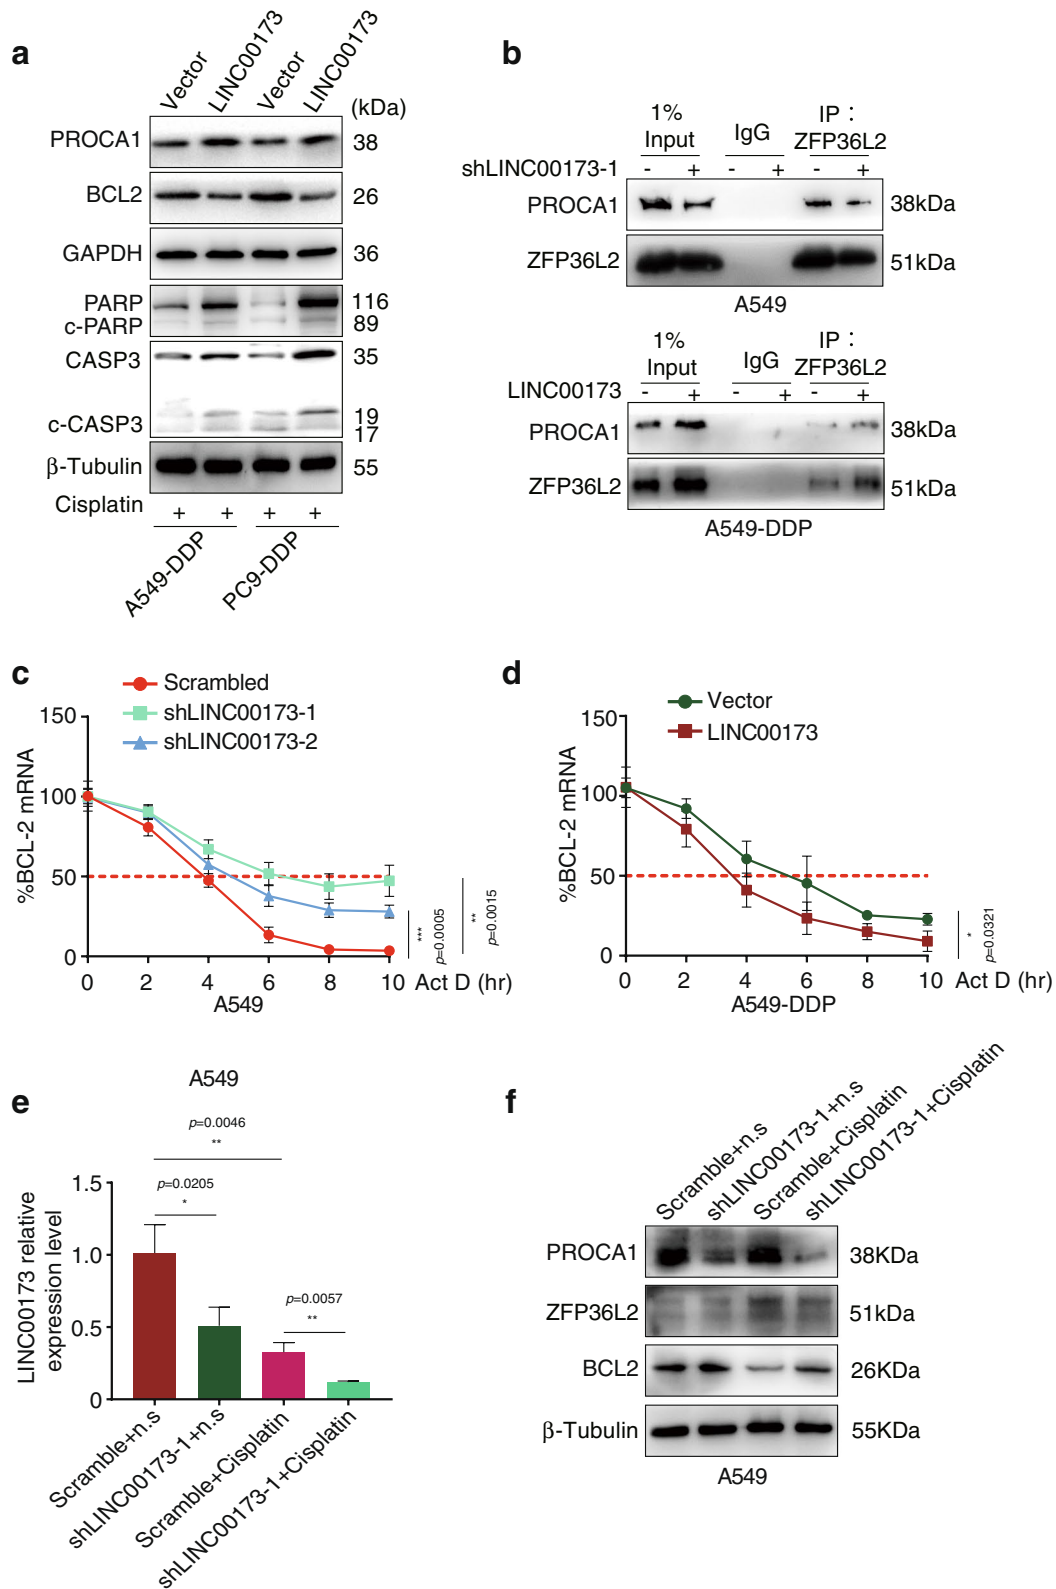 a
Vector
LINC00173
Vector
LINC00173
(kDa)
PROCA1 38
BCL2 26
GAPDH 36
PARP 116
c-PARP 89
CASP3 35
c-CASP3 19
17
β-Tubulin 55
Cisplatin + + + +
A549-DDP
PC9-DDP
b
1% Input
IgG
IP : ZFP36L2
shLINC00173-1 - + - + - +
PROCA1 38kDa
ZFP36L2 51kDa
A549
1% Input
IgG
IP : ZFP36L2
LINC00173 - + - + - +
PROCA1 38kDa
ZFP36L2 51kDa
A549-DDP
c
Scrambled
shLINC00173-1
shLINC00173-2
%BCL-2 mRNA
150
100
50
0
0 2 4 6 8 10 Act D (hr)
A549
***
p=0.0005
**
p=0.0015
d
Vector
LINC00173
%BCL-2 mRNA
150
100
50
0
0 2 4 6 8 10 Act D (hr)
A549-DDP
*
p=0.0321
e
A549
p=0.0046
**
p=0.0205
*
p=0.0057
**
LINC00173 relative
expression level
1.5
1.0
0.5
0
Scramble+n.s
shLINC00173-1+n.s
Scramble+Cisplatin
shLINC00173-1+Cisplatin
f
Scramble+n.s
shLINC00173-1+n.s
Scramble+Cisplatin
shLINC00173-1+Cisplatin
PROCA1 38KDa
ZFP36L2 51kDa
BCL2 26KDa
β-Tubulin 55KDa
A549